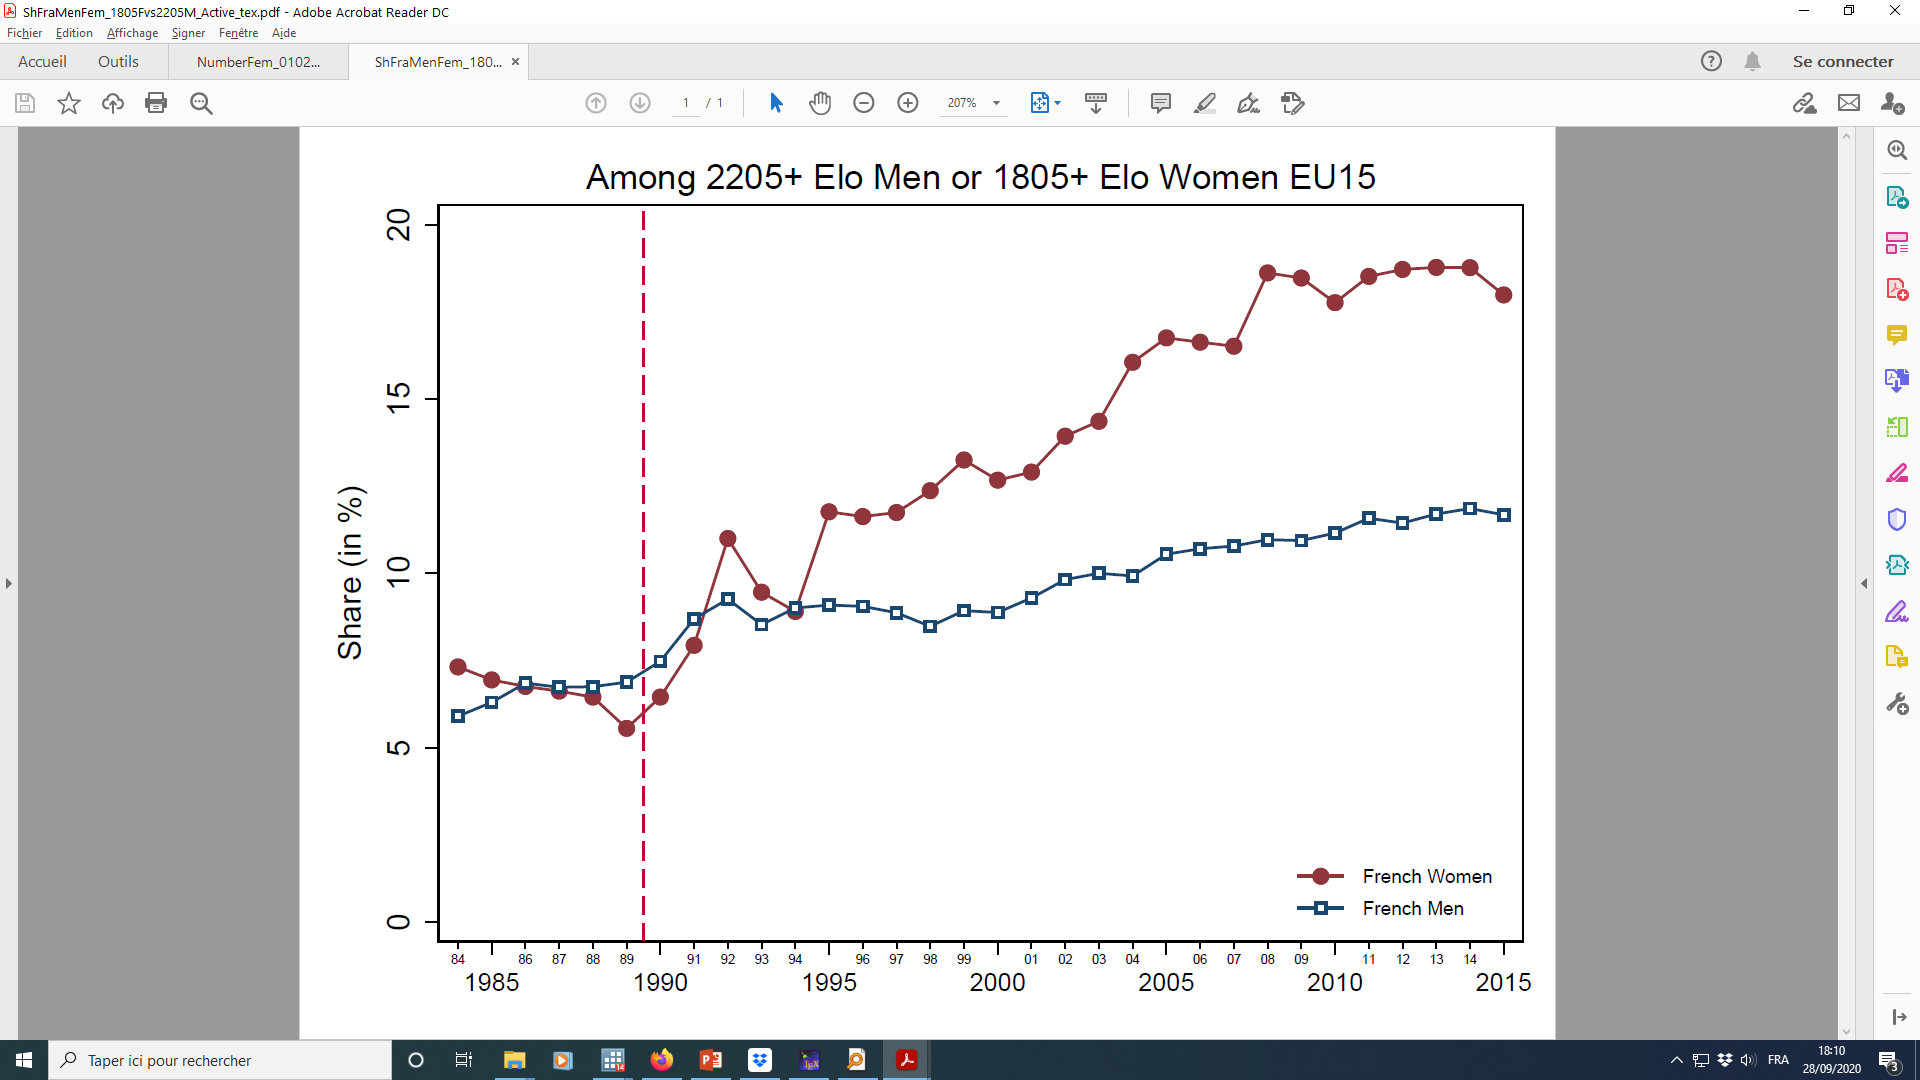 ShFraMenFem_1805Fvs2205M_Active_tex.pdf - Adobe Acrobat Reader DC
Fichier Edition Affichage Signer Fenêtre Aide
Accueil Outils NumberFem_0102... ShFraMenFem_180... × Se connecter
1 / 1 207%
Among 2205+ Elo Men or 1805+ Elo Women EU15
20
15
10
5
0
Share (in %)
French Women
French Men
84 86 87 88 89 91 92 93 94 96 97 98 99 01 02 03 04 06 07 08 09 11 12 13 14
1985 1990 1995 2000 2005 2010 2015
Taper ici pour rechercher
14
TEX
P
FRA
18:10
28/09/2020
3